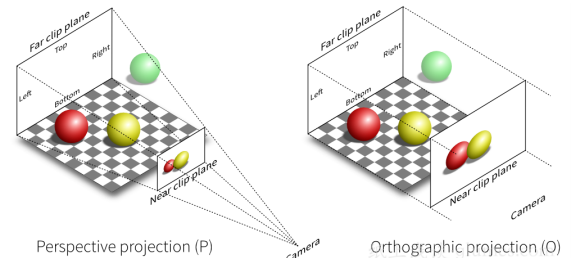 Far clip plane
Top
Right
Left
Bottom
Near clip plane
Camera
Perspective projection (P)
Far clip plane
Top
Right
Left
Bottom
Near clip plane
Camera
Orthographic projection (O)